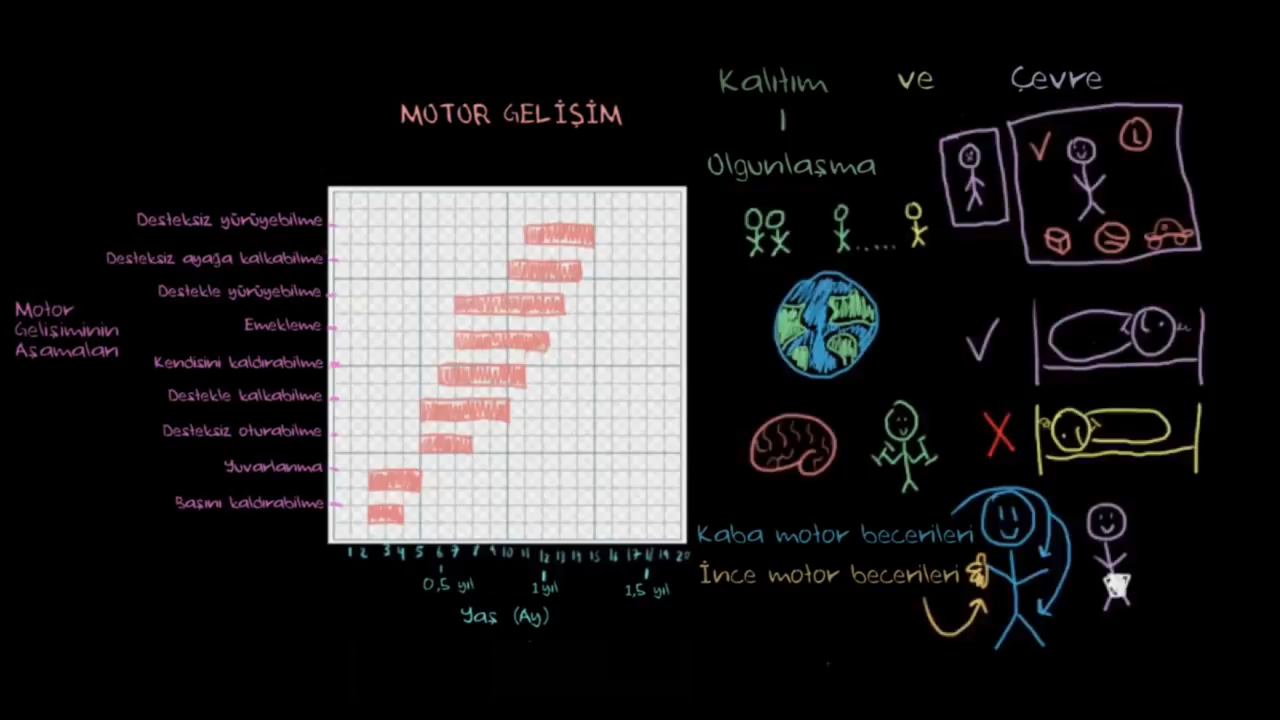 MOTOR GELİŞİM
Motor
Gelişiminin
Aşamaları
Desteksiz yürüyebilme
Desteksiz ayağa kalkabilme
Destekle yürüyebilme
Emekleme
Kendisini kaldırabilme
Destekle kalkabilme
Desteksiz oturabilme
Yuvarlanma
Başını kaldırabilme
1 2 3 4 5 6 7 8 9 10 11 12 13 14 15 16 17 18 19 20
0,5 yıl 1 yıl 1,5 yıl
Yaş (Ay)
Kalıtım ve Çevre
Olgunlaşma
Kaba motor becerileri
İnce motor becerileri